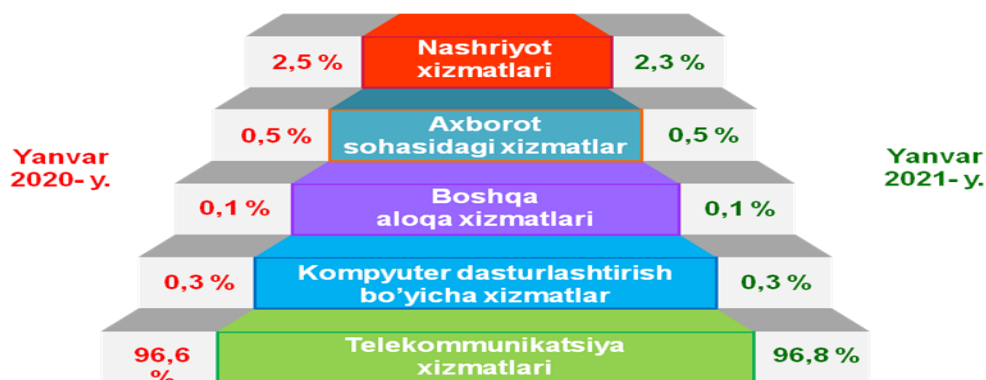 Nashriyot
xizmatlari
2,5 %
2,3 %
Axborot
sohasidagi xizmatlar
0,5 %
0,5 %
Yanvar
2020- y.
Yanvar
2021- y.
Boshqa
aloqa xizmatlari
0,1 %
0,1 %
Kompyuter dasturlashtirish
bo’yicha xizmatlar
0,3 %
0,3 %
Telekommunikatsiya
xizmatlari
96,6
%
96,8 %